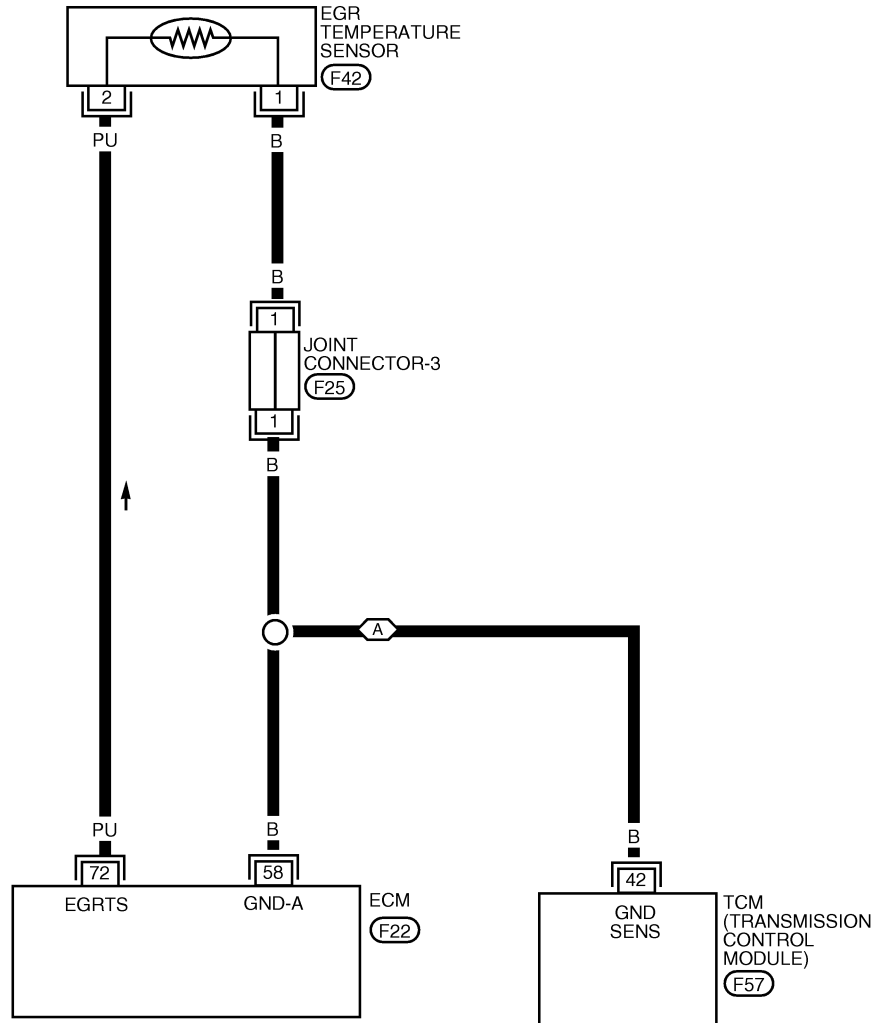 EGR
TEMPERATURE
SENSOR
F42
2
1
PU
B
B
1
JOINT
CONNECTOR-3
F25
1
B
A
PU
B
B
72
58
42
EGRTS
GND-A
ECM
F22
GND
SENS
TCM
(TRANSMISSION
CONTROL
MODULE)
F57